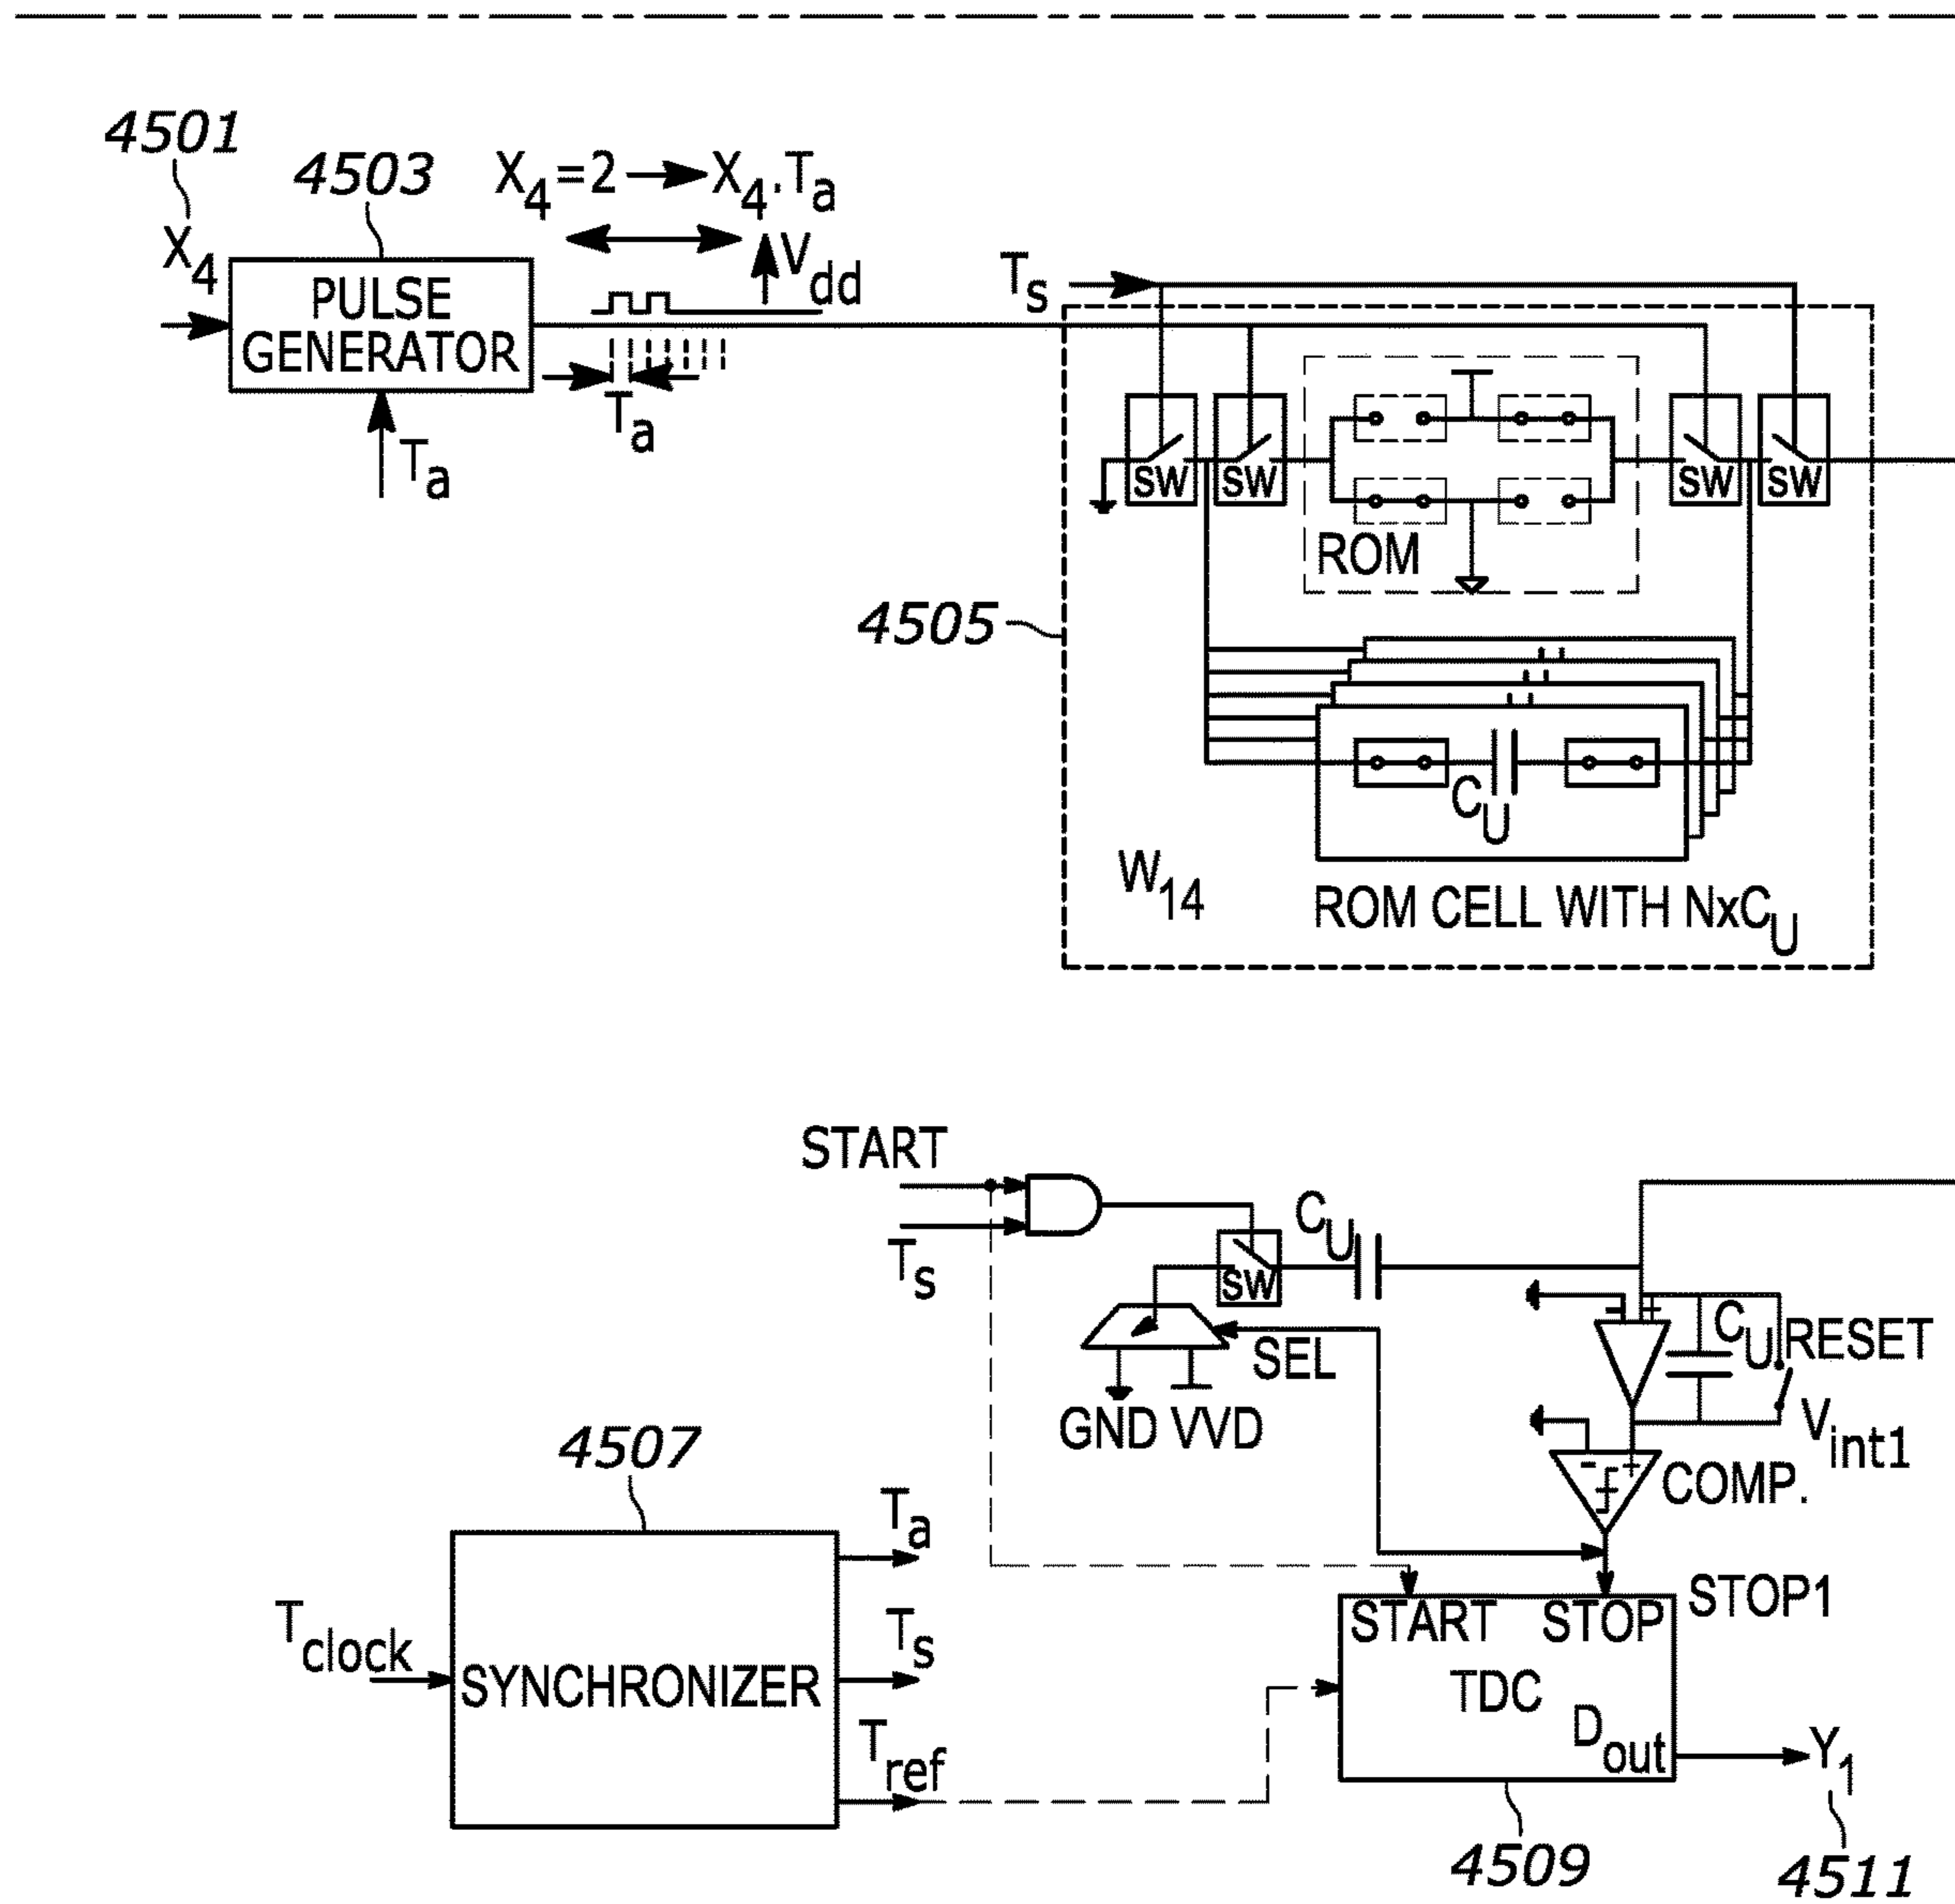 4501
4503
X4=2 → X4.Ta
X4
Vdd
PULSE
GENERATOR
Ta
Ta
Ts
SW
SW
SW
SW
ROM
4505
CU
W14
ROM CELL WITH NxCU
START
Ts
CU
SW
SEL
GND VVD
- +
CU
RESET
Vint1
- +
COMP.
4507
Ta
STOP1
START STOP
Tclock
Ts
SYNCHRONIZER
TDC
Dout
Tref
Y1
4509
4511